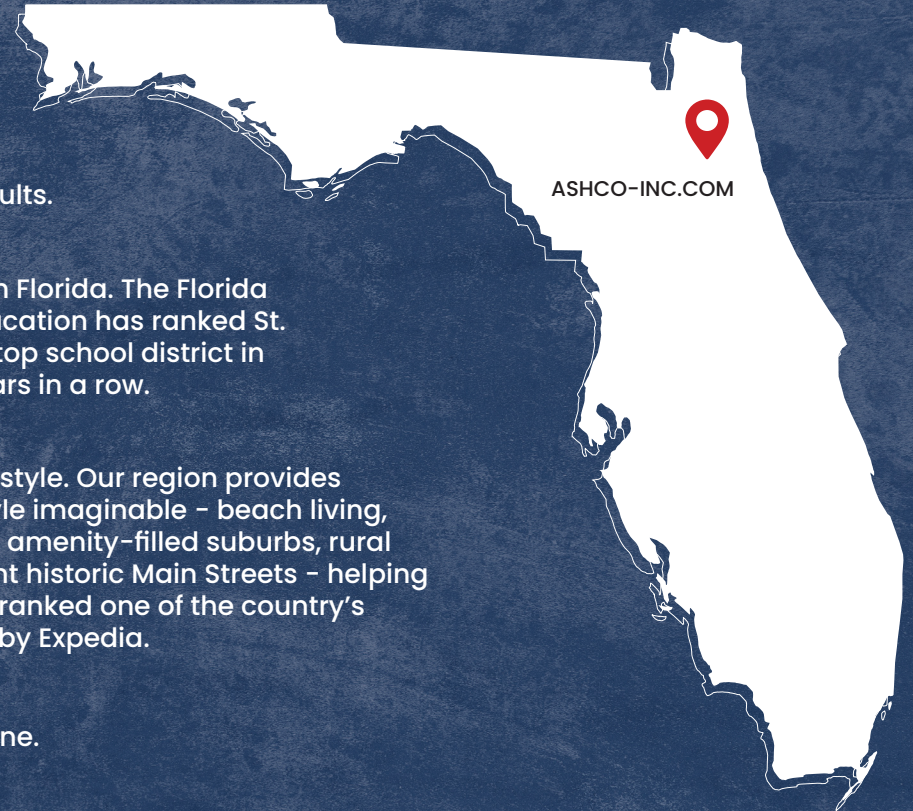 ults.
ASHCO-INC.COM
n Florida. The Florida
ucation has ranked St.
top school district in
ars in a row.
style. Our region provides
le imaginable - beach living,
amenity-filled suburbs, rural
nt historic Main Streets - helping
ranked one of the country’s
by Expedia.
ne.